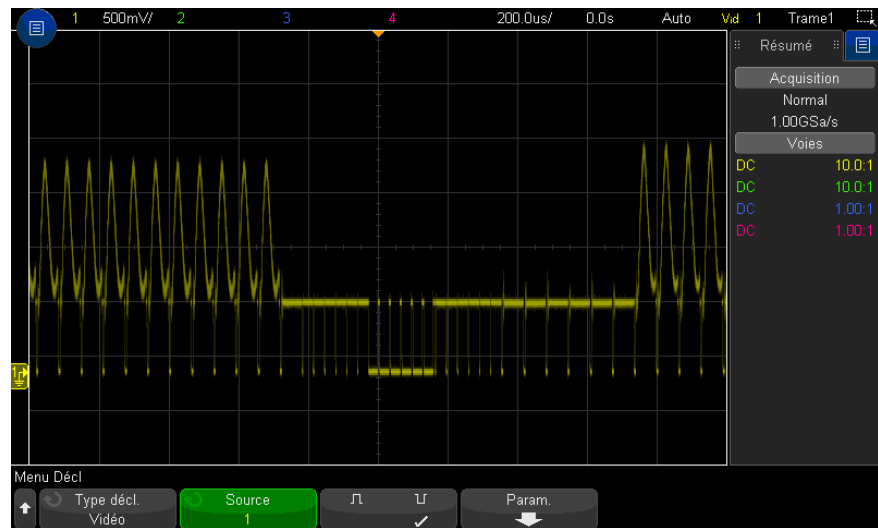 1 500mV/ 2 3 4 200.0us/ 0.0s Auto Vid 1 Trame1
Résumé
Acquisition
Normal
1.00GSa/s
Voies
DC 10.0:1
DC 10.0:1
DC 1.00:1
DC 1.00:1
1
Menu Décl
Type décl. Source Param.
Vidéo 1